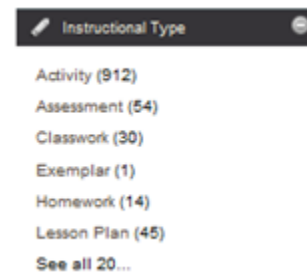 Instructional Type
Activity (912)
Assessment (54)
Classwork (30)
Exemplar (1)
Homework (14)
Lesson Plan (45)
See all 20...